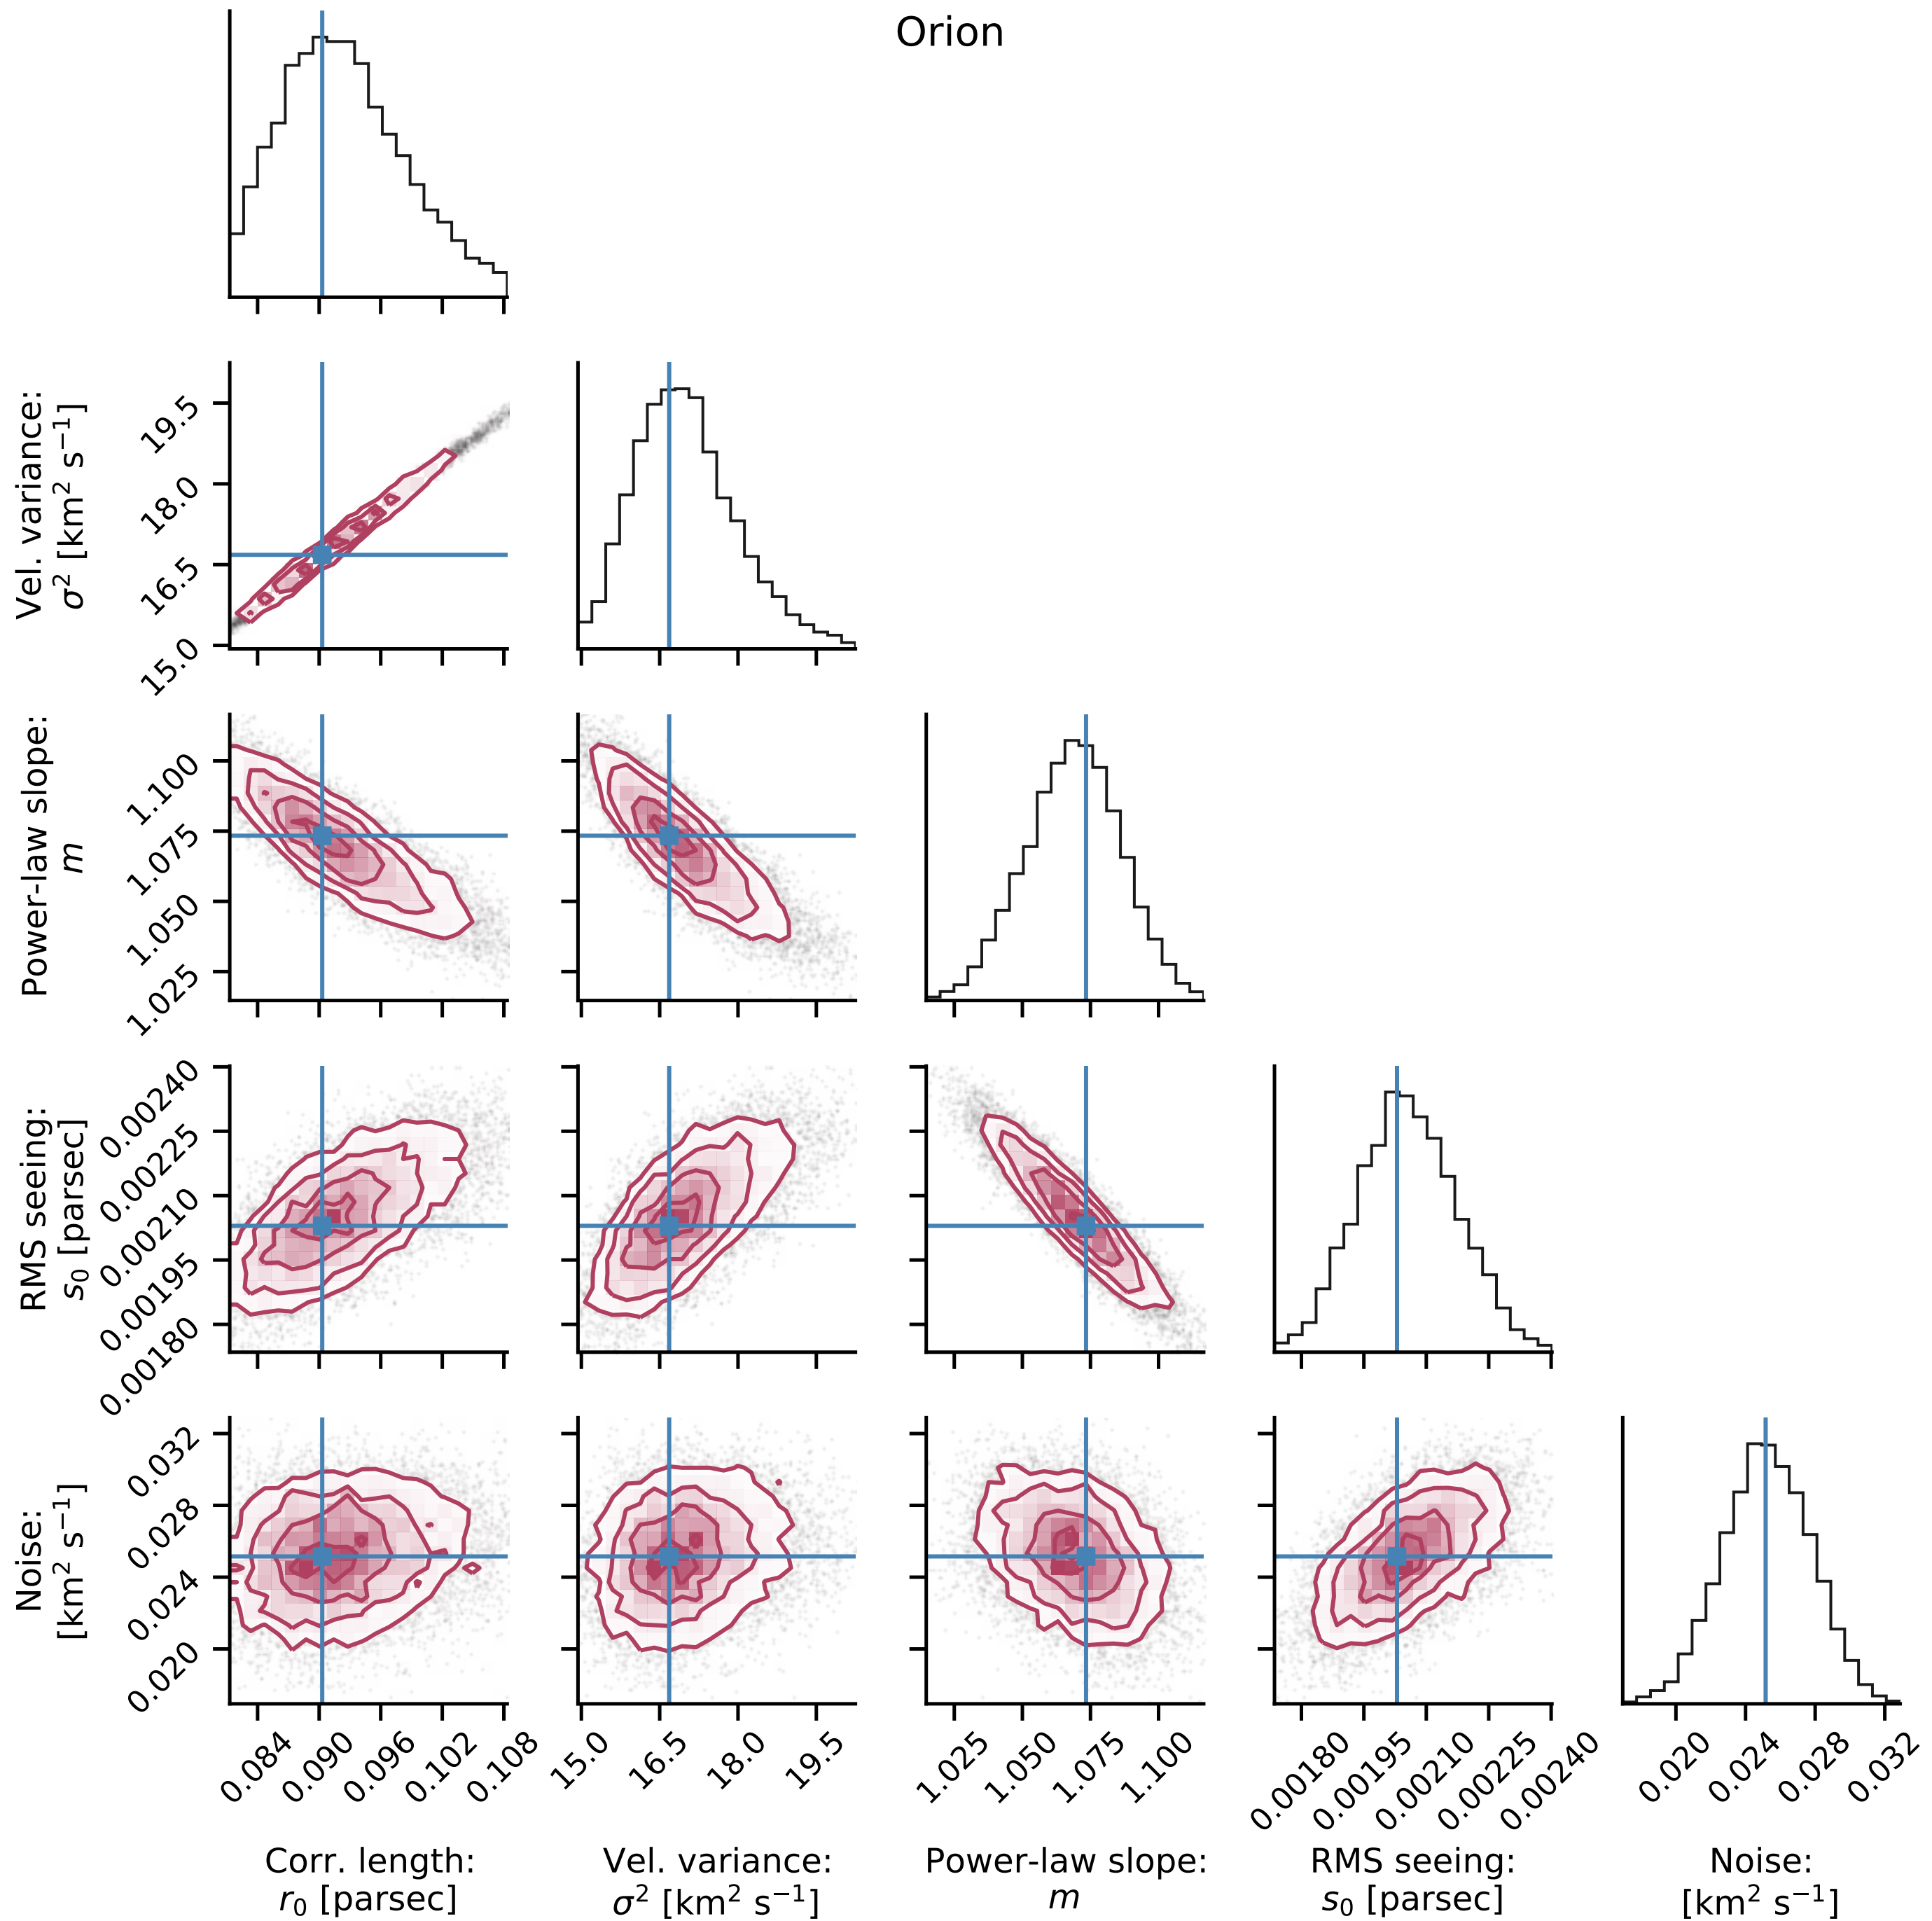 Orion
Vel. variance:
σ² [km² s⁻¹]
19.5
18.0
16.5
15.0
Power-law slope:
m
1.100
1.075
1.050
1.025
RMS seeing:
s₀ [parsec]
0.00240
0.00225
0.00210
0.00195
0.00180
Noise:
[km² s⁻¹]
0.032
0.028
0.024
0.020
0.084 0.090 0.096 0.102 0.108 15.0 16.5 18.0 19.5 1.025 1.050 1.075 1.100 0.00180 0.00195 0.00210 0.00225 0.00240 0.020 0.024 0.028 0.032
Corr. length: Vel. variance: Power-law slope: RMS seeing: Noise:
r₀ [parsec] σ² [km² s⁻¹] m s₀ [parsec] [km² s⁻¹]